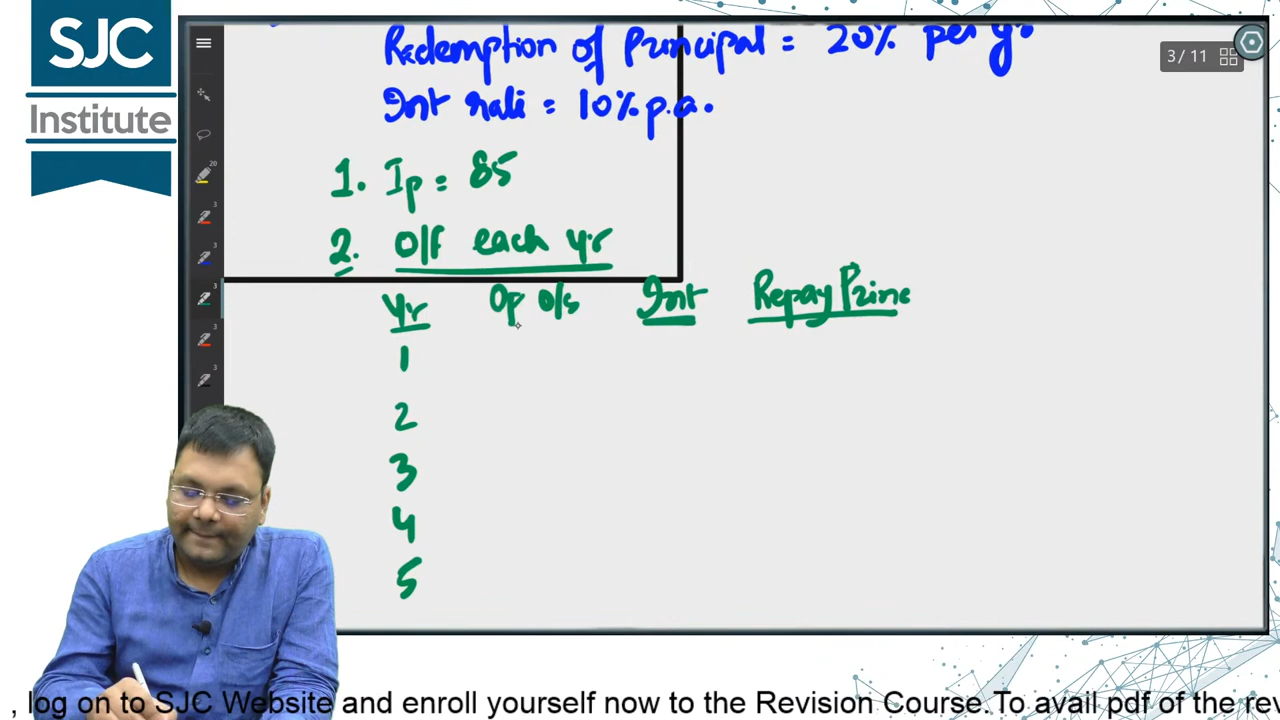 SJC
Institute
3 / 11
Redemption of Principal = 20% per yr
Int rate = 10% p.a.
1. Ip = 85
2. O/F each yr
Yr Op o/s Int Repay Princ
1
2
3
4
5
, log on to SJC Website and enroll yourself now to the Revision Course.To avail pdf of the rev